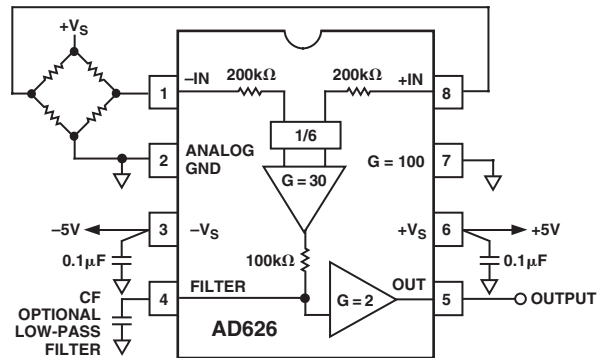 +VS
1
–IN
200kΩ
200kΩ
+IN
8
1/6
2
ANALOG
GND
G = 30
G = 100
7
–5V
3
–VS
+VS
6
+5V
0.1µF
100kΩ
0.1µF
CF
OPTIONAL
LOW-PASS
FILTER
4
FILTER
G = 2
OUT
5
OUTPUT
AD626